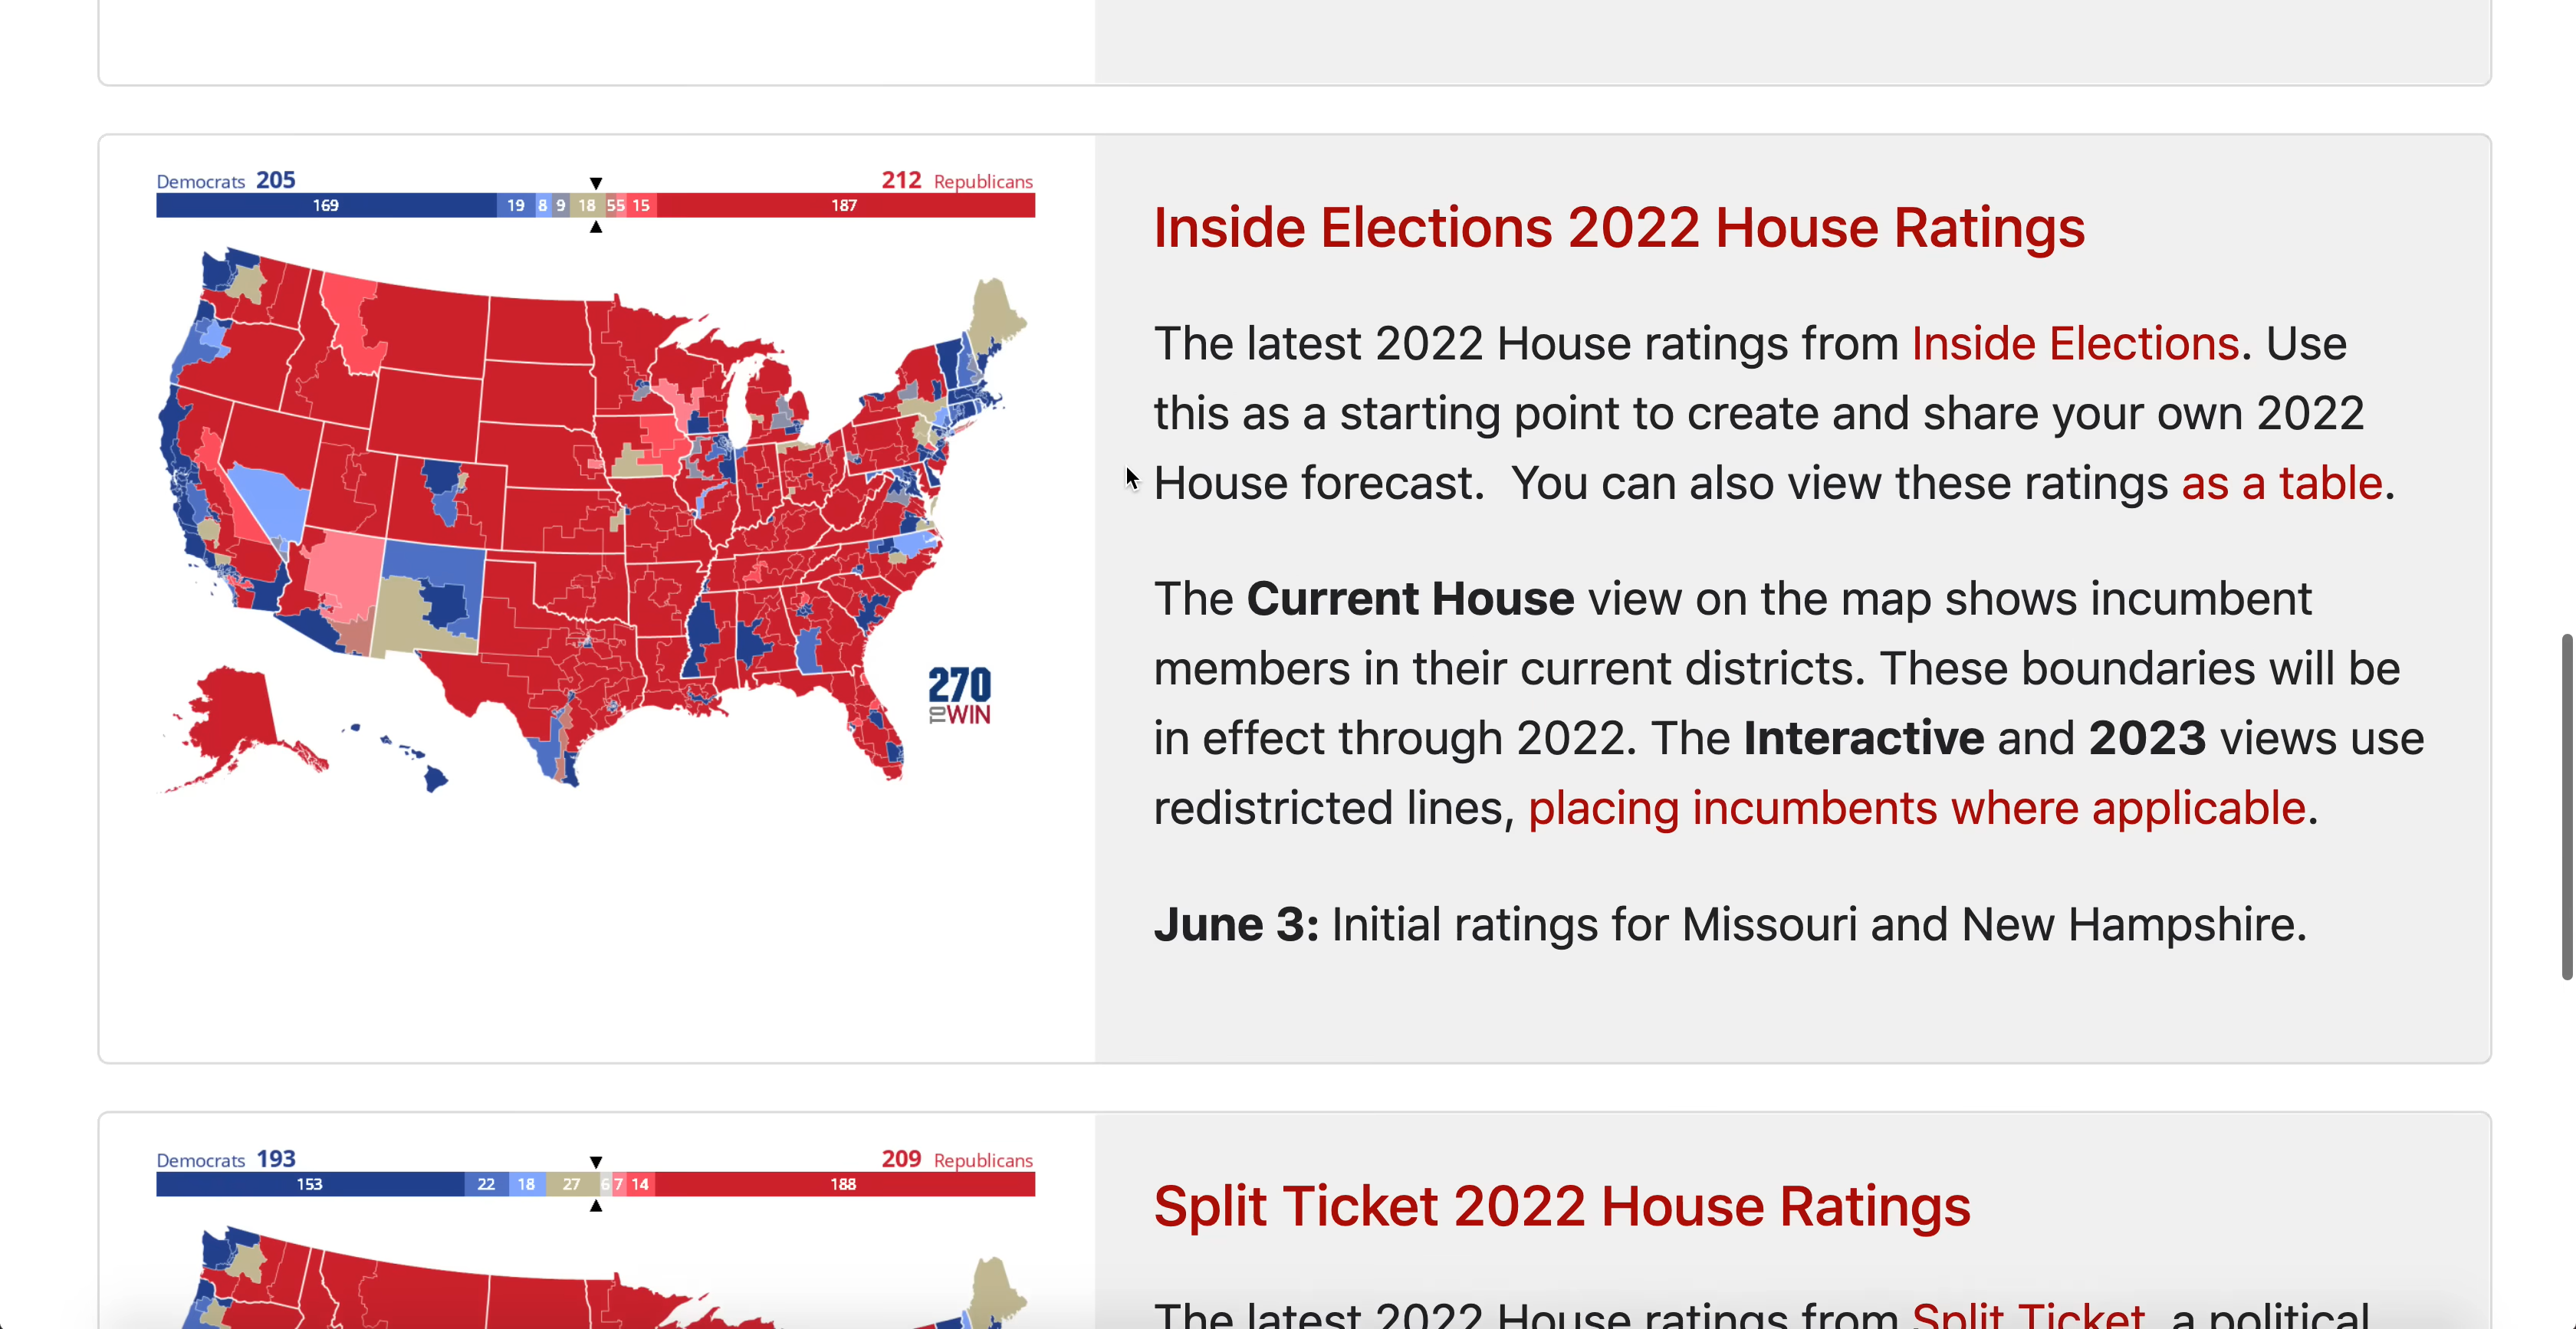 Democrats 205
212 Republicans
169 19 8 9 18 5 5 15 187
270
TO WIN
Inside Elections 2022 House Ratings
The latest 2022 House ratings from Inside Elections. Use
this as a starting point to create and share your own 2022
House forecast.  You can also view these ratings as a table.
The Current House view on the map shows incumbent
members in their current districts. These boundaries will be
in effect through 2022. The Interactive and 2023 views use
redistricted lines, placing incumbents where applicable.
June 3: Initial ratings for Missouri and New Hampshire.
Democrats 193
209 Republicans
153 22 18 27 6 7 14 188
Split Ticket 2022 House Ratings
The latest 2022 House ratings from Split Ticket, a political